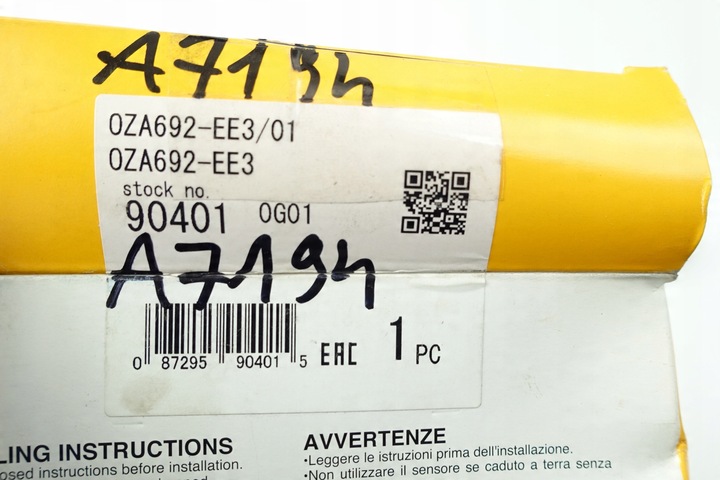 A7194
0ZA692-EE3/01
0ZA692-EE3
stock no.
90401 0G01
A7194
0 87295 90401 5 EAC 1 PC
LING INSTRUCTIONS
osed instructions before installation.
AVVERTENZE
•Leggere le istruzioni prima dell'installazione.
•Non utilizzare il sensore se caduto a terra senza